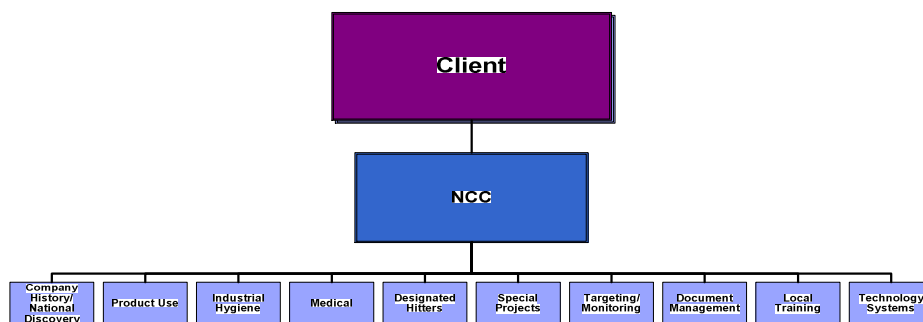 Client
NCC
Company
History/
National
Discovery
Product Use
Industrial
Hygiene
Medical
Designated
Hitters
Special
Projects
Targeting/
Monitoring
Document
Management
Local
Training
Technology
Systems